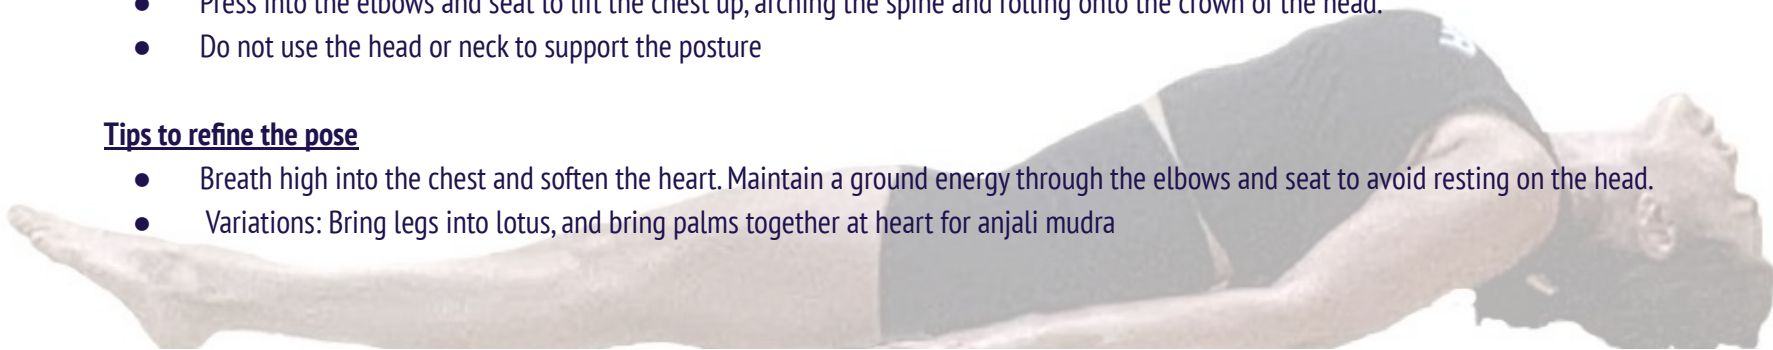 ● Press into the elbows and seat to lift the chest up, arching the spine and rolling onto the crown of the head.
● Do not use the head or neck to support the posture
Tips to refine the pose
● Breath high into the chest and soften the heart. Maintain a ground energy through the elbows and seat to avoid resting on the head.
● Variations: Bring legs into lotus, and bring palms together at heart for anjali mudra